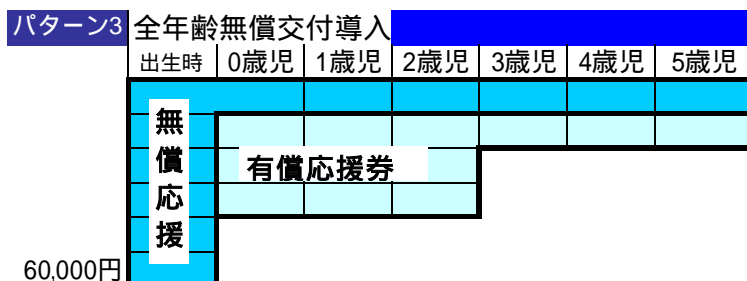 パターン3 全年齢無償交付導入
出生時 0歳児 1歳児 2歳児 3歳児 4歳児 5歳児
無償応援
有償応援券
60,000円